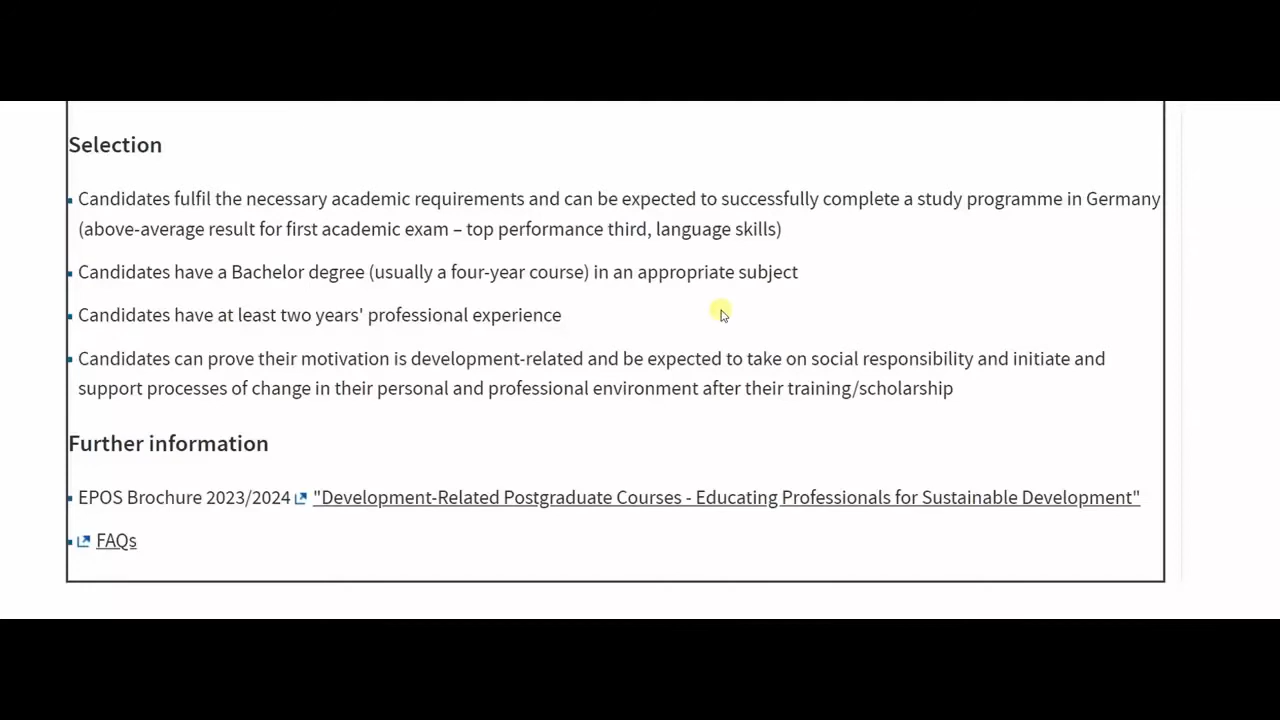 Selection
Candidates fulfil the necessary academic requirements and can be expected to successfully complete a study programme in Germany
(above-average result for first academic exam – top performance third, language skills)
Candidates have a Bachelor degree (usually a four-year course) in an appropriate subject
Candidates have at least two years' professional experience
Candidates can prove their motivation is development-related and be expected to take on social responsibility and initiate and
support processes of change in their personal and professional environment after their training/scholarship
Further information
EPOS Brochure 2023/2024 "Development-Related Postgraduate Courses - Educating Professionals for Sustainable Development"
FAQs